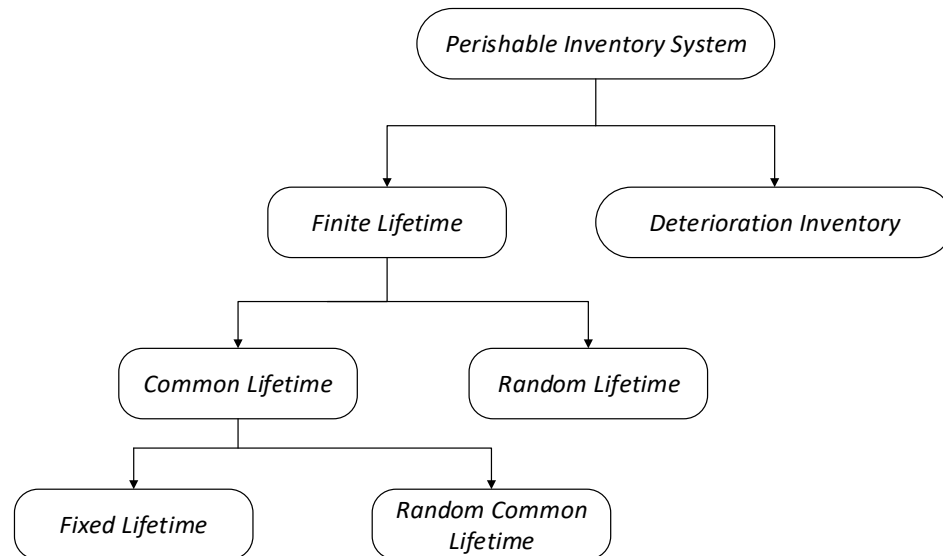 Perishable Inventory System
Finite Lifetime
Deterioration Inventory
Common Lifetime
Random Lifetime
Fixed Lifetime
Random Common
Lifetime